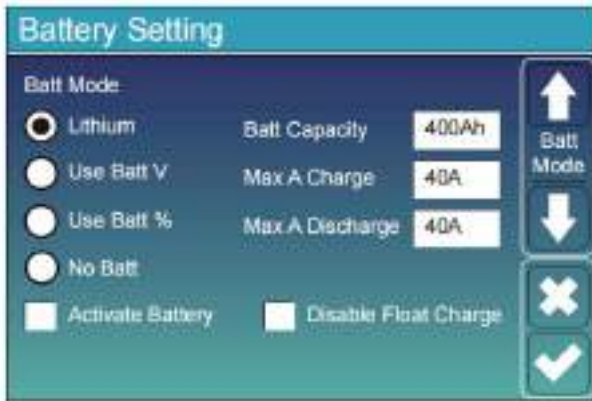 Battery Setting
Batt Mode
Lithium
Batt Capacity 400Ah
Use Batt V
Max A Charge 40A
Use Batt %
Max A Discharge 40A
No Batt
Activate Battery
Disable Float Charge
Batt
Mode